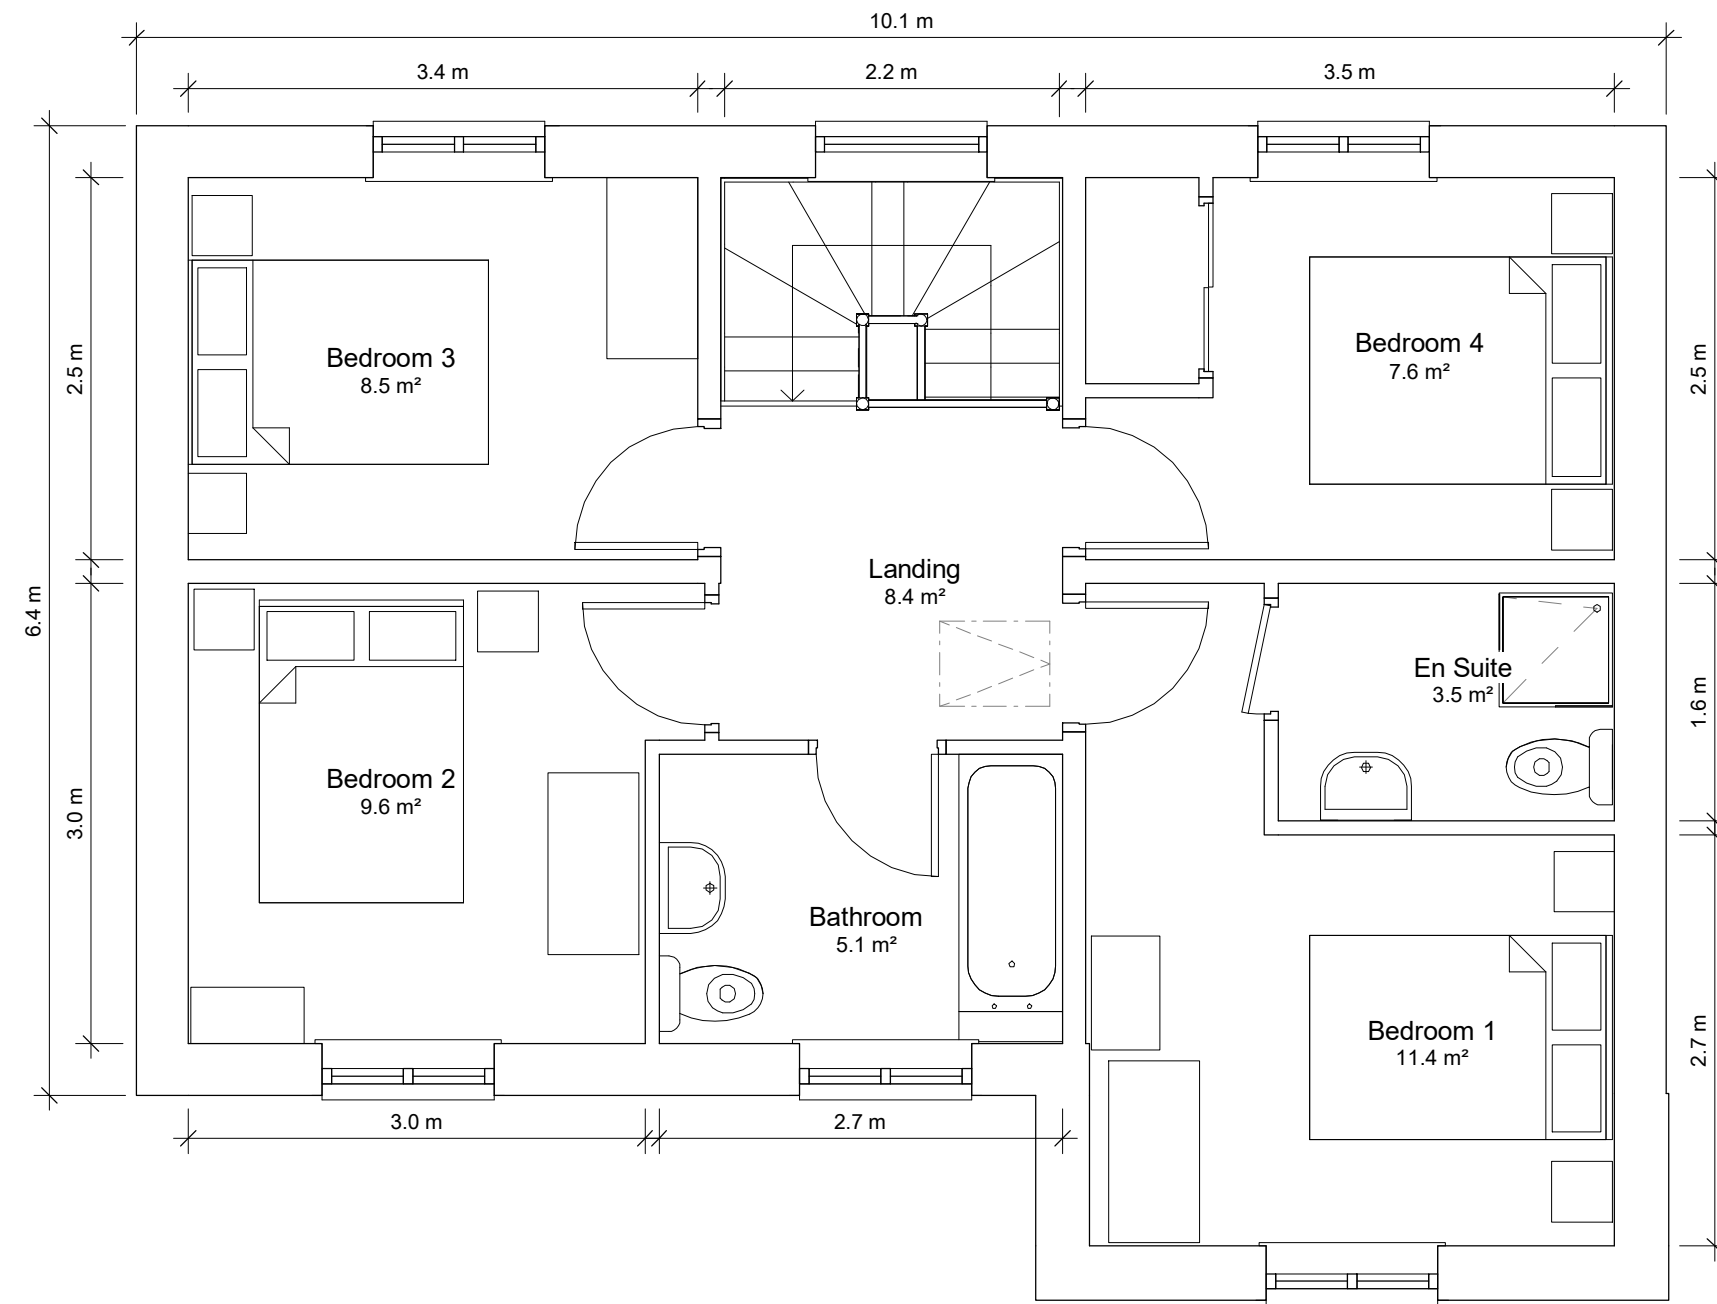 10.1 m
3.4 m
2.2 m
3.5 m
Bedroom 3
8.5 m²
Bedroom 4
7.6 m²
2.5 m
2.5 m
Landing
8.4 m²
6.4 m
En Suite
3.5 m²
1.6 m
Bedroom 2
9.6 m²
3.0 m
Bathroom
5.1 m²
Bedroom 1
11.4 m²
2.7 m
3.0 m
2.7 m